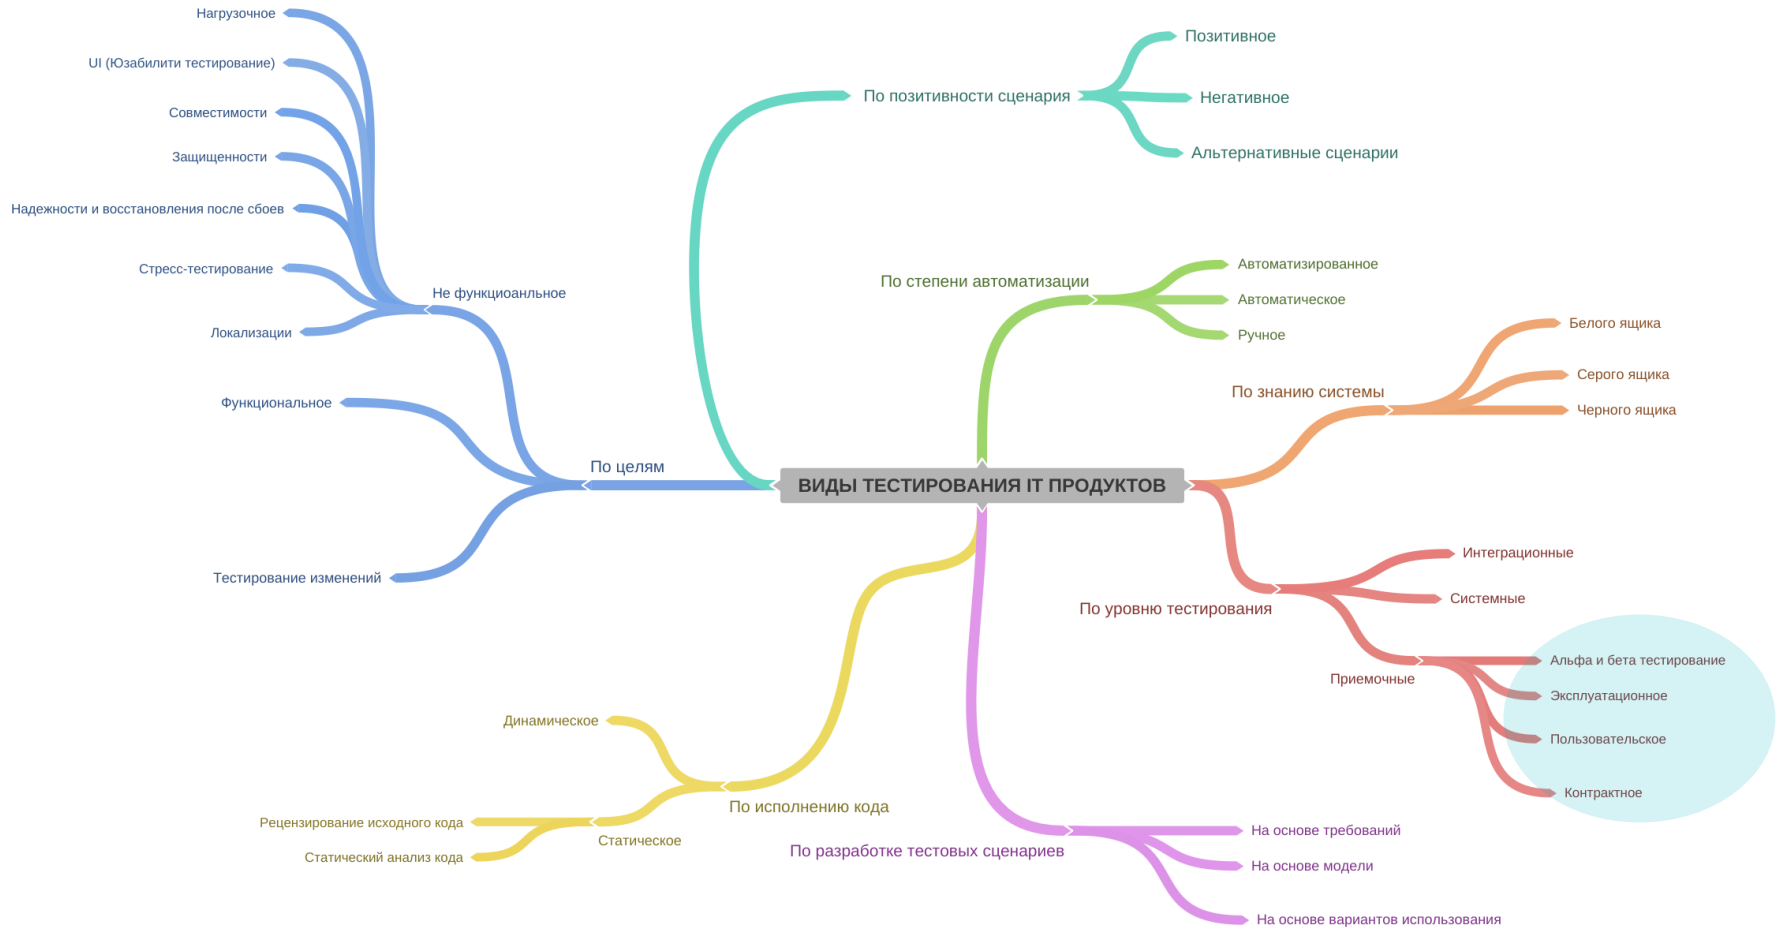 ВИДЫ ТЕСТИРОВАНИЯ IT ПРОДУКТОВ
По позитивности сценария
Позитивное
Негативное
Альтернативные сценарии
По степени автоматизации
Автоматизированное
Автоматическое
Ручное
По знанию системы
Белого ящика
Серого ящика
Черного ящика
По уровню тестирования
Интеграционные
Системные
Приемочные
Альфа и бета тестирование
Эксплуатационное
Пользовательское
Контрактное
По разработке тестовых сценариев
На основе требований
На основе модели
На основе вариантов использования
По исполнению кода
Динамическое
Статическое
Рецензирование исходного кода
Статический анализ кода
По целям
Не функциоанльное
Нагрузочное
UI (Юзабилити тестирование)
Совместимости
Защищенности
Надежности и восстановления после сбоев
Стресс-тестирование
Локализации
Функциональное
Тестирование изменений